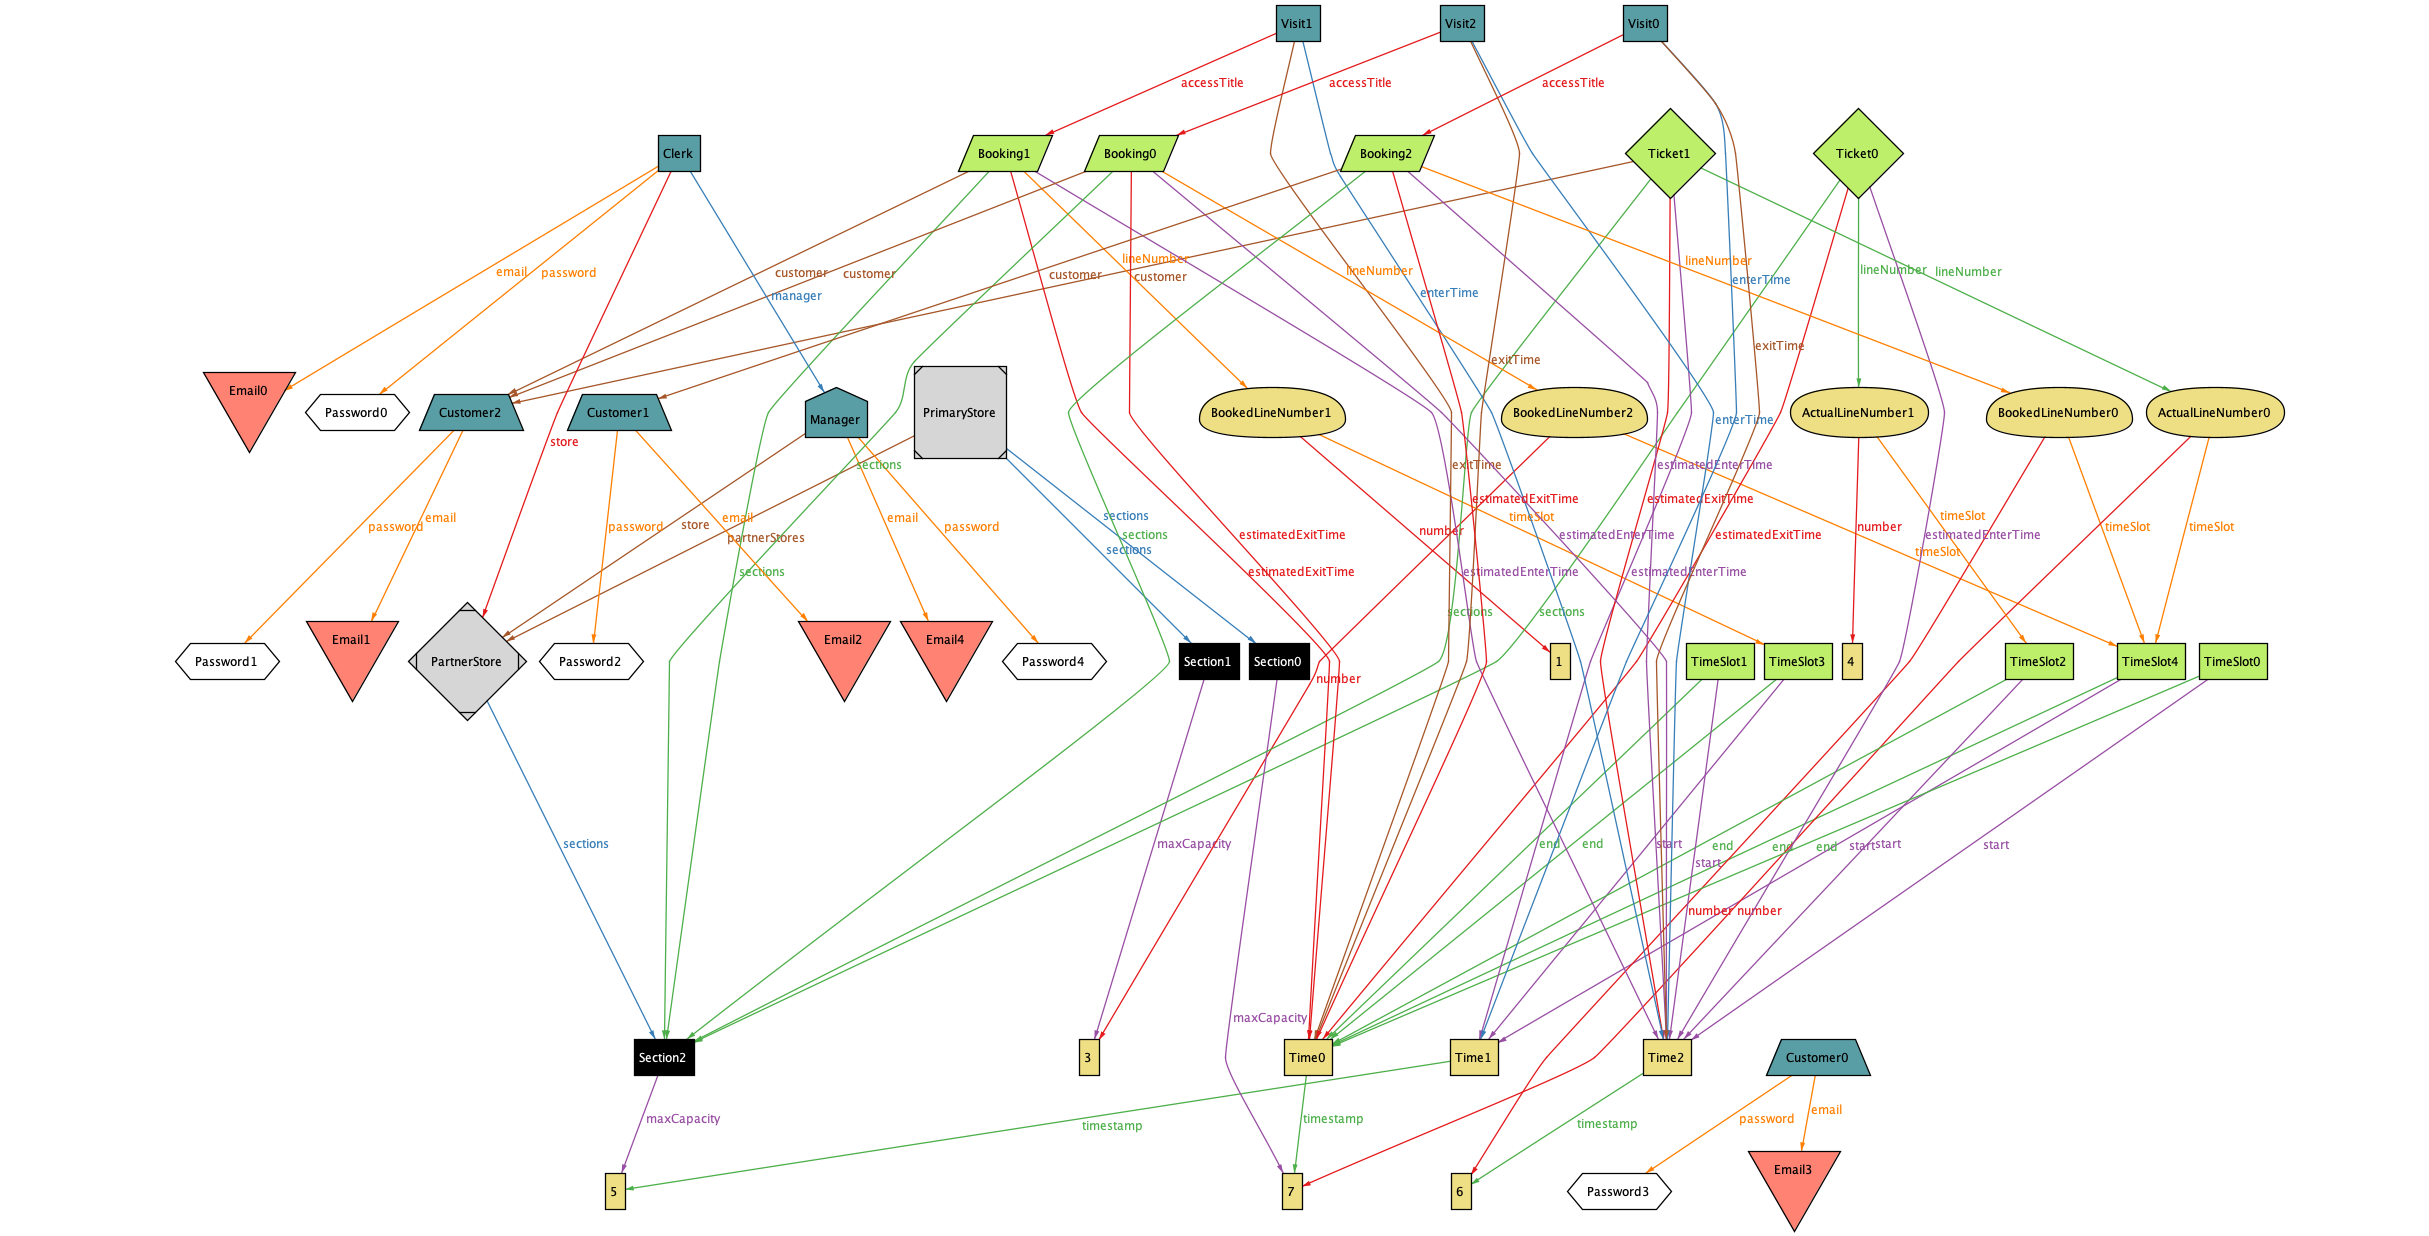 Visit1
Visit2
Visit0
accessTitle
accessTitle
accessTitle
Clerk
Booking1
Booking0
Booking2
Ticket1
Ticket0
email
password
customer
customer
manager
customer
lineNumber
customer
lineNumber
enterTime
lineNumber
enterTime
lineNumber
lineNumber
exitTime
exitTime
Email0
Password0
Customer2
Customer1
Manager
PrimaryStore
BookedLineNumber1
BookedLineNumber2
enterTime
ActualLineNumber1
BookedLineNumber0
ActualLineNumber0
store
sections
exitTime
estimatedEnterTime
estimatedExitTime
estimatedExitTime
password
email
password
email
store
email
password
sections
timeSlot
number
number
timeSlot
timeSlot
timeSlot
partnerStores
sections
sections
estimatedExitTime
estimatedEnterTime
estimatedExitTime
estimatedEnterTime
timeSlot
sections
estimatedExitTime
estimatedEnterTime
estimatedEnterTime
sections
sections
Password1
Email1
PartnerStore
Password2
Email2
Email4
Password4
Section1
Section0
1
TimeSlot1
TimeSlot3
4
TimeSlot2
TimeSlot4
TimeSlot0
number
sections
maxCapacity
end
end
start
start
end
end
end
start
start
start
number
number
maxCapacity
Section2
3
Time0
Time1
Time2
Customer0
maxCapacity
timestamp
timestamp
timestamp
password
email
5
7
6
Password3
Email3